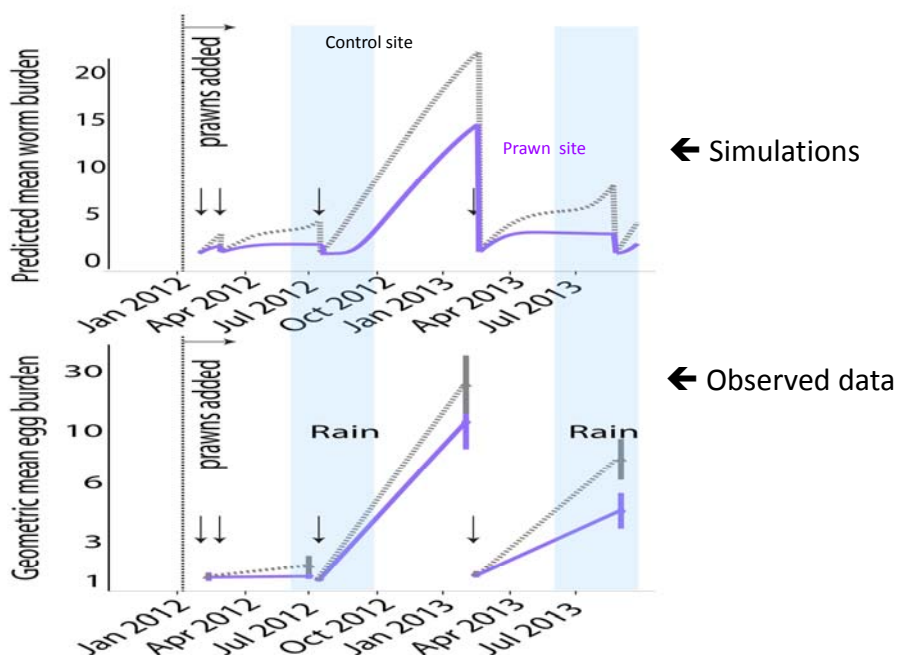 Predicted mean worm burden
20
15
10
5
0
prawns added
Control site
Prawn site
← Simulations
Jan 2012
Apr 2012
Jul 2012
Oct 2012
Jan 2013
Apr 2013
Jul 2013
Geometric mean egg burden
30
10
6
3
1
prawns added
Rain
Rain
← Observed data
Jan 2012
Apr 2012
Jul 2012
Oct 2012
Jan 2013
Apr 2013
Jul 2013